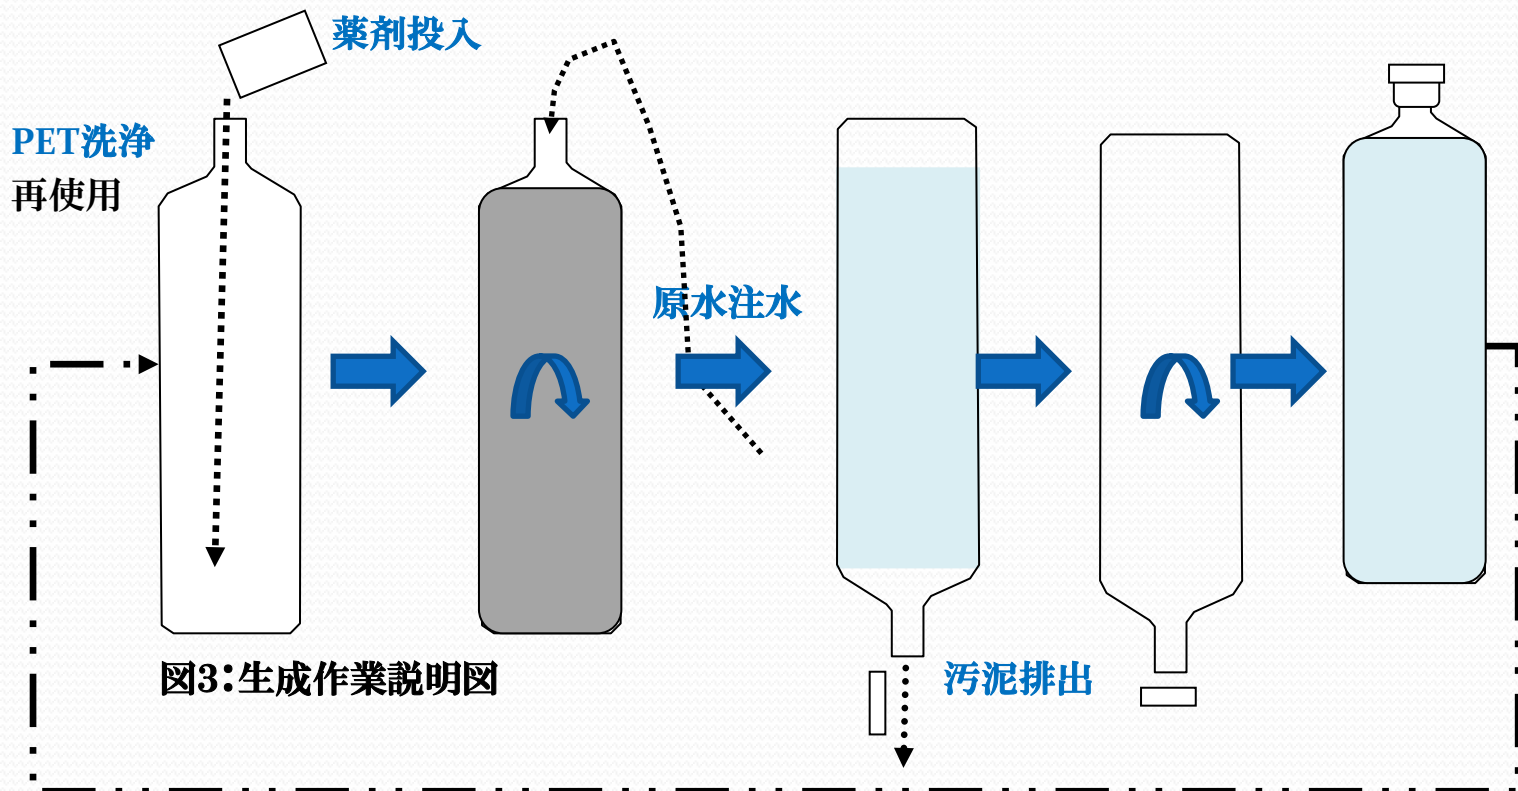 薬剤投入
PET洗浄
再使用
原水注水
図3:生成作業説明図
汚泥排出